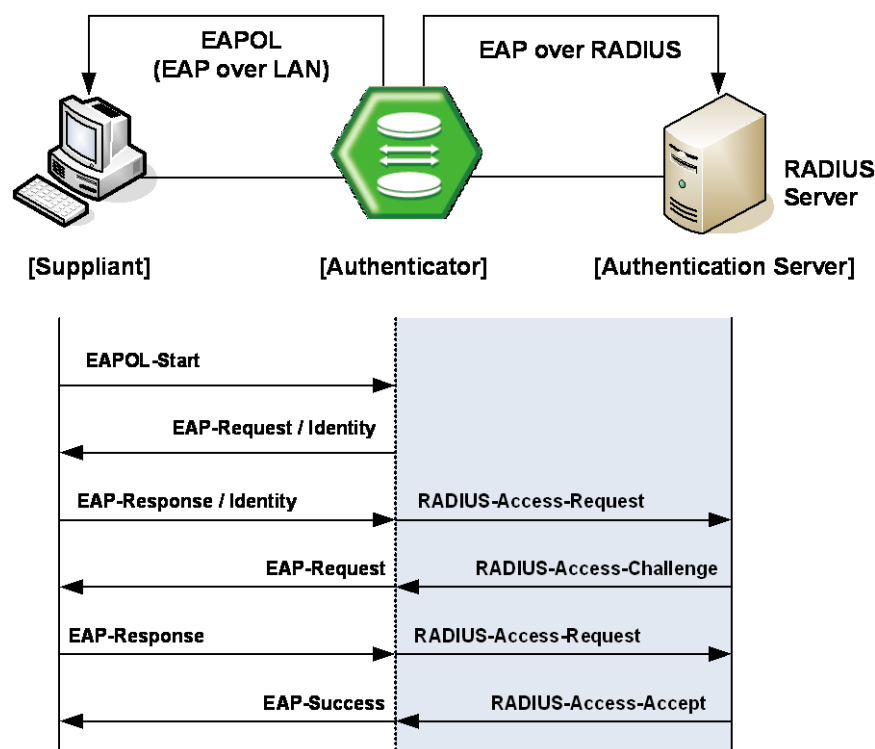 EAPOL
(EAP over LAN)
EAP over RADIUS
RADIUS
Server
[Suppliant]
[Authenticator]
[Authentication Server]
EAPOL-Start
EAP-Request / Identity
EAP-Response / Identity
RADIUS-Access-Request
EAP-Request
RADIUS-Access-Challenge
EAP-Response
RADIUS-Access-Request
EAP-Success
RADIUS-Access-Accept